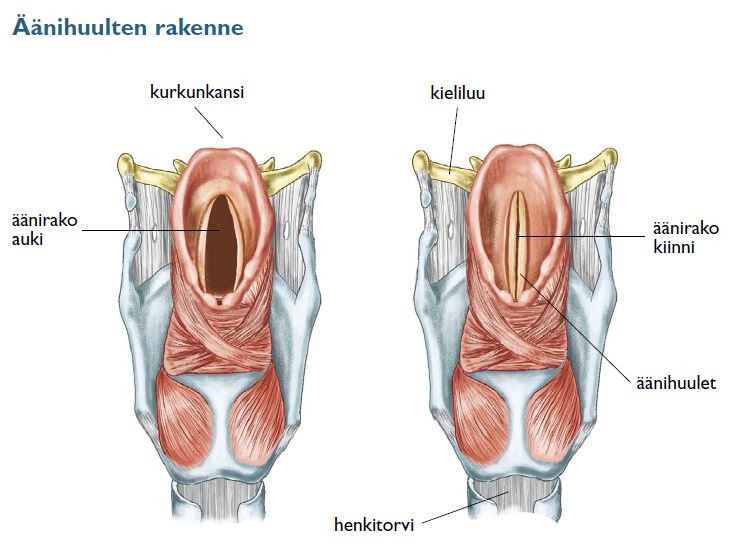 Äänihuulten rakenne
kurkunkansi
kieliluu
äänirako
auki
äänirako
kiinni
äänihuulet
henkitorvi